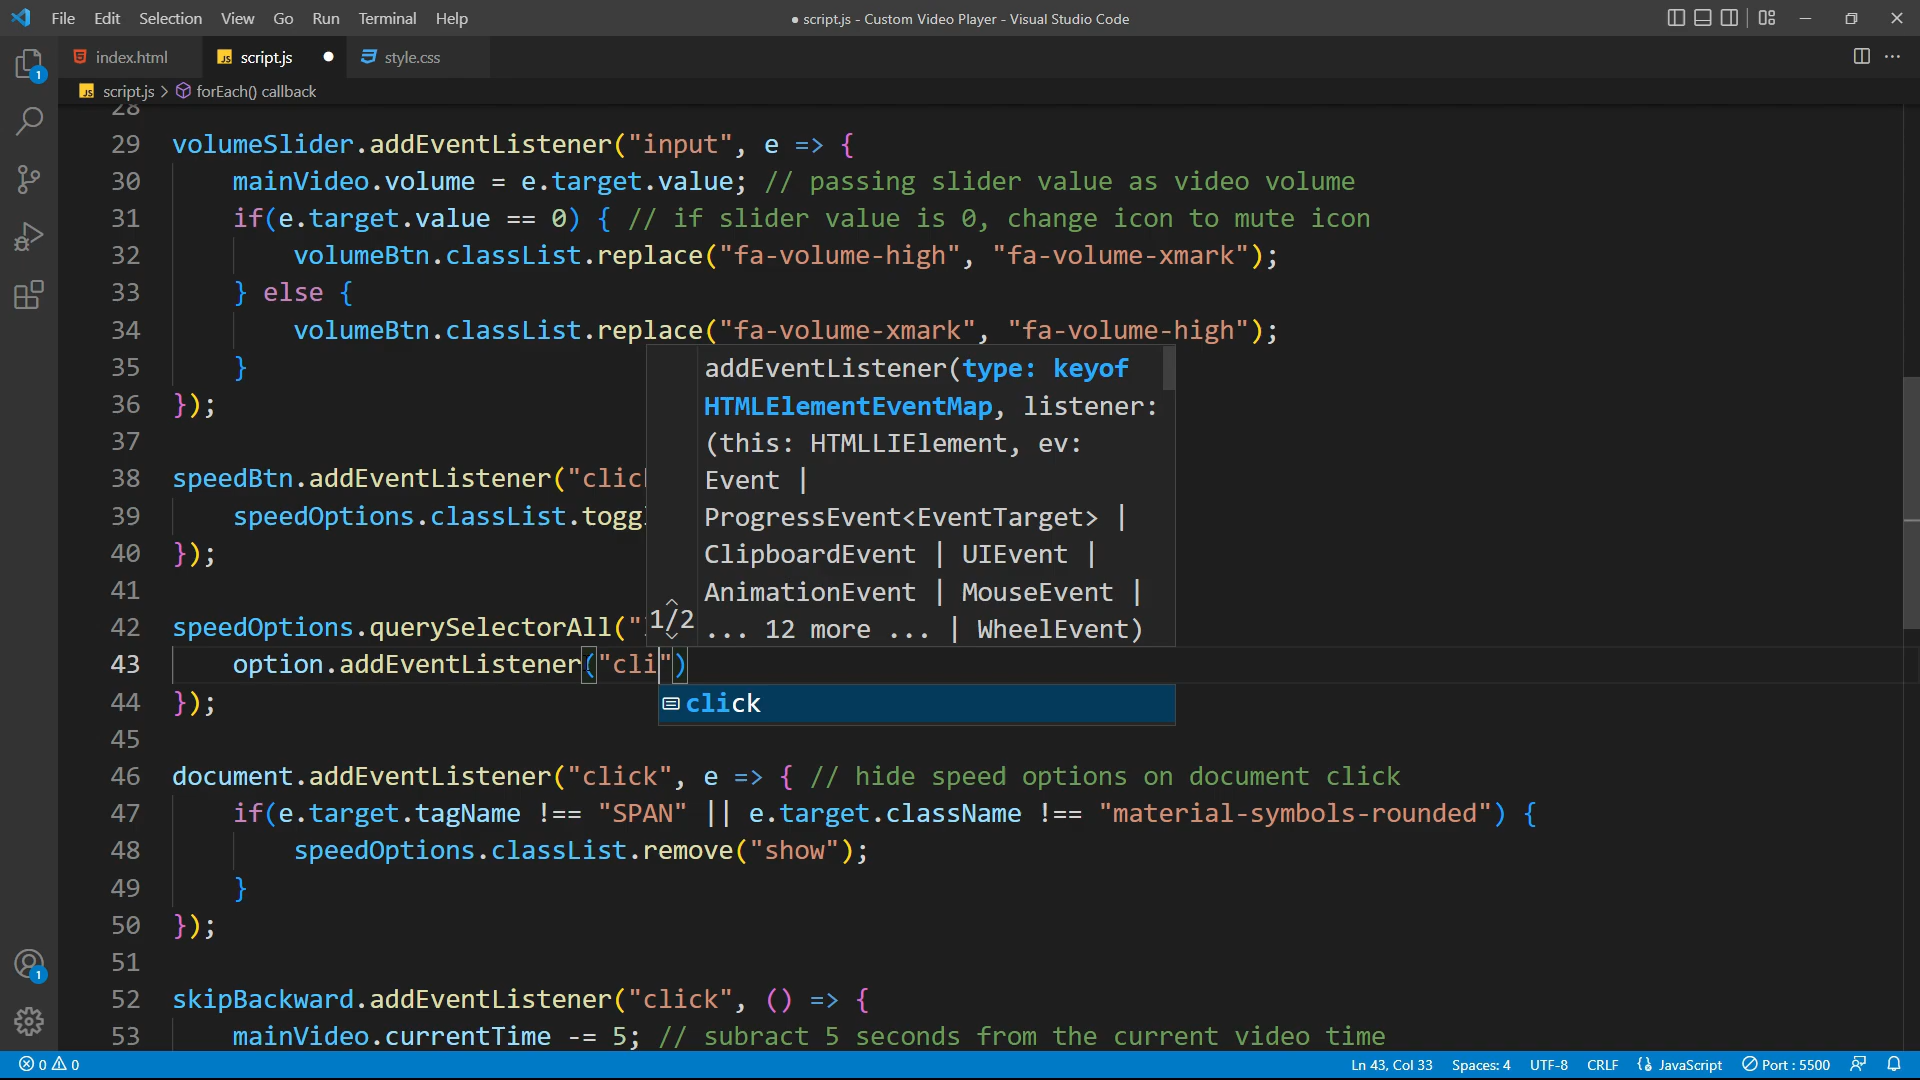 File Edit Selection View Go Run Terminal Help
● script.js - Custom Video Player - Visual Studio Code
index.html
JS script.js ●
style.css
1
JS script.js > forEach() callback
28
29 volumeSlider.addEventListener("input", e => {
30 mainVideo.volume = e.target.value; // passing slider value as video volume
31 if(e.target.value == 0) { // if slider value is 0, change icon to mute icon
32 volumeBtn.classList.replace("fa-volume-high", "fa-volume-xmark");
33 } else {
34 volumeBtn.classList.replace("fa-volume-xmark", "fa-volume-high");
35 }
36 });
37
38 speedBtn.addEventListener("clic
39 speedOptions.classList.togg
40 });
41
42 speedOptions.querySelectorAll("
43 option.addEventListener("cli")
44 });
45
46 document.addEventListener("click", e => { // hide speed options on document click
47 if(e.target.tagName !== "SPAN" || e.target.className !== "material-symbols-rounded") {
48 speedOptions.classList.remove("show");
49 }
50 });
51
52 skipBackward.addEventListener("click", () => {
53 mainVideo.currentTime -= 5; // subract 5 seconds from the current video time
addEventListener(type: keyof
HTMLElementEventMap, listener:
(this: HTMLLIElement, ev:
Event |
ProgressEvent<EventTarget> |
ClipboardEvent | UIEvent |
AnimationEvent | MouseEvent |
1/2 ... 12 more ... | WheelEvent)
click
1
0 0 Ln 43, Col 33 Spaces: 4 UTF-8 CRLF {} JavaScript Port : 5500